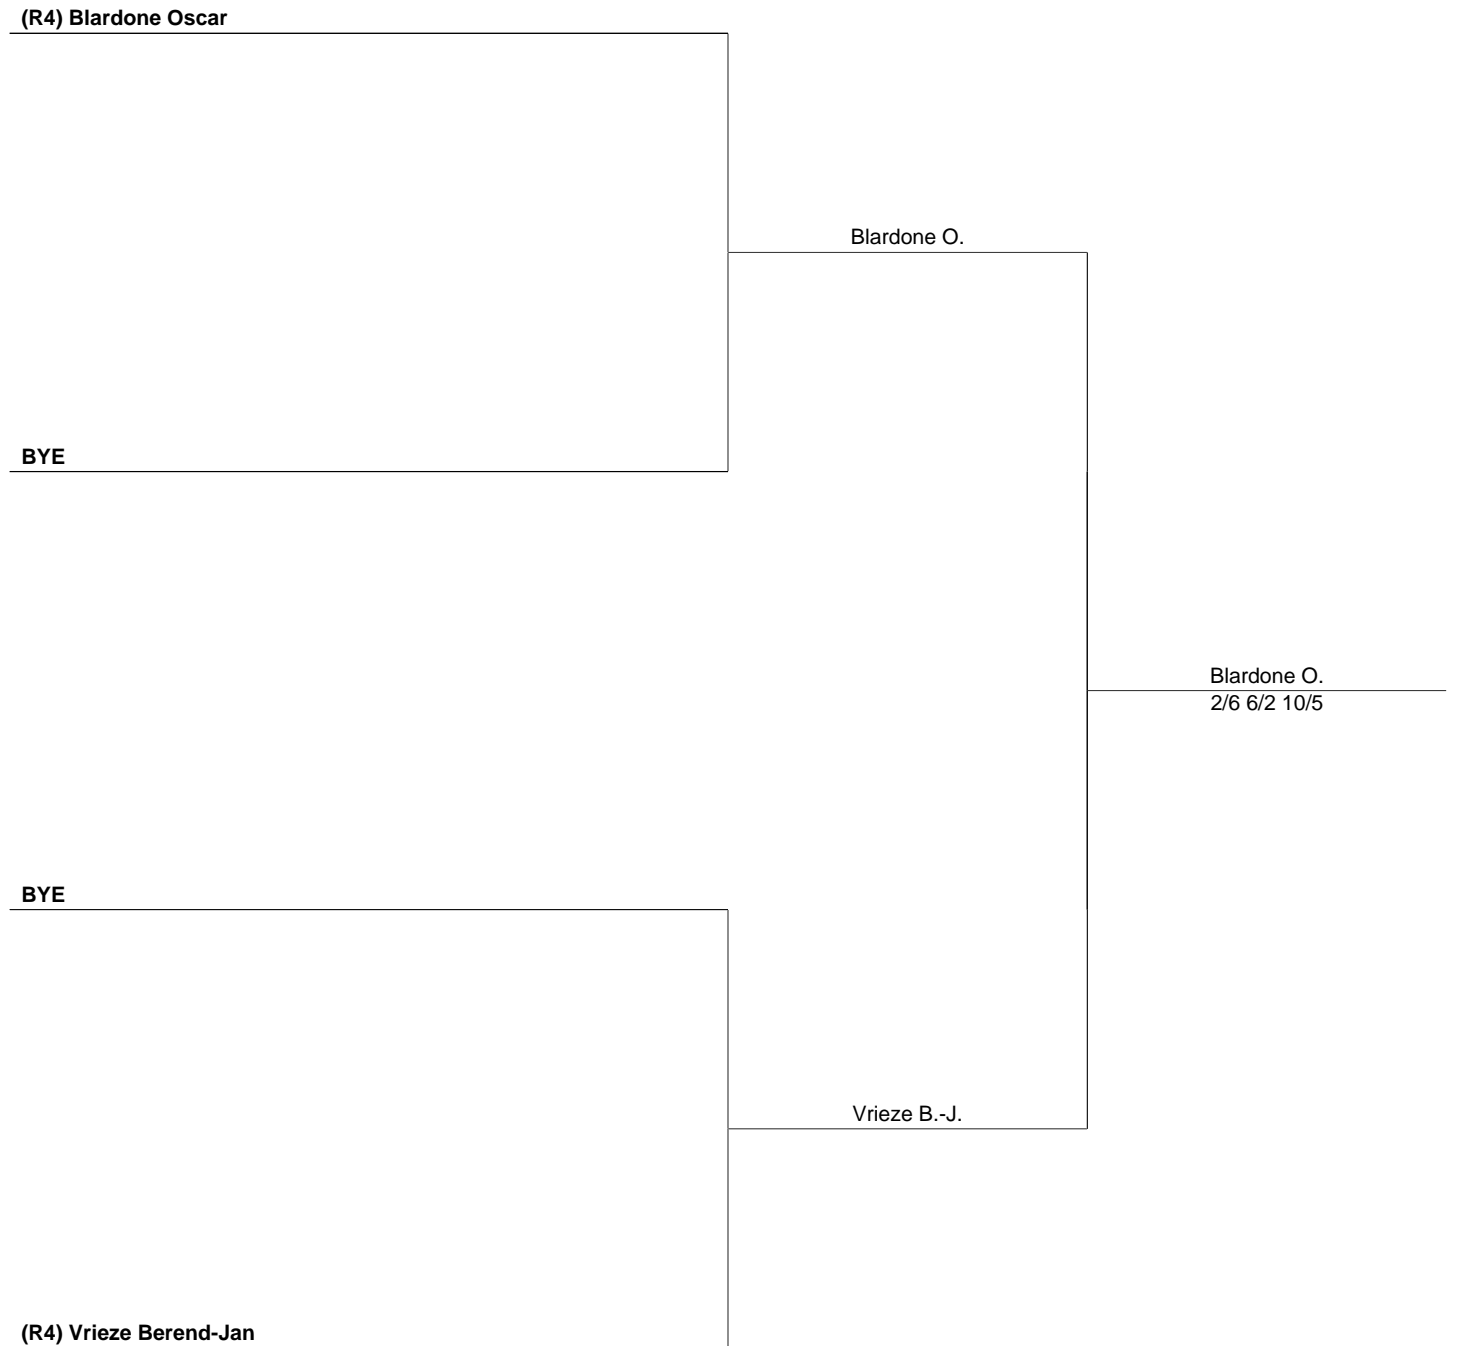 (R4) Blardone Oscar
Blardone O.
BYE
Blardone O.
2/6 6/2 10/5
BYE
Vrieze B.-J.
(R4) Vrieze Berend-Jan